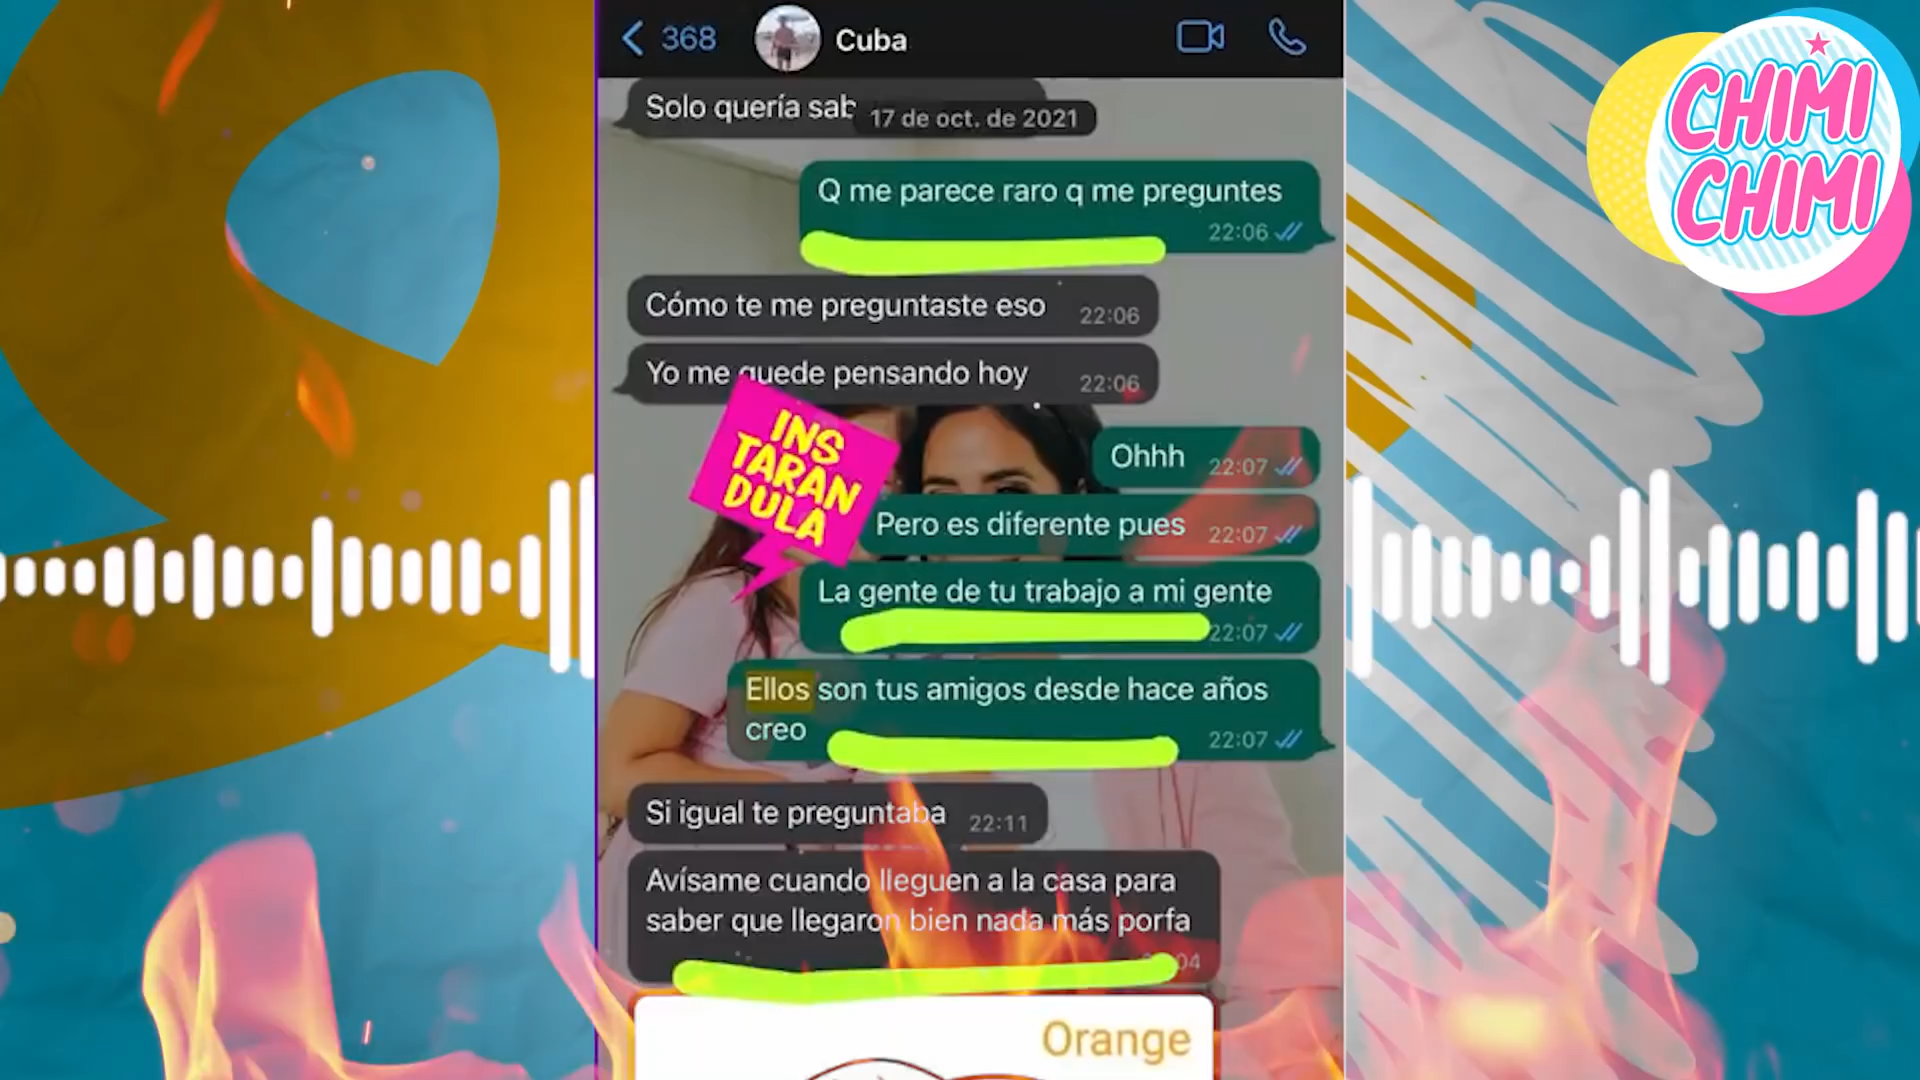 368
Cuba
CHIMI
CHIMI
Solo quería sab
17 de oct. de 2021
Q me parece raro q me preguntes
22:06
Cómo te me preguntaste eso 22:06
Yo me quede pensando hoy 22:06
INS
TARAN
DULA
Ohhh 22:07
Pero es diferente pues 22:07
La gente de tu trabajo a mi gente
22:07
Ellos son tus amigos desde hace años
creo
22:07
Si igual te preguntaba 22:11
Avísame cuando lleguen a la casa para
saber que llegaron bien nada más porfa
04
Orange